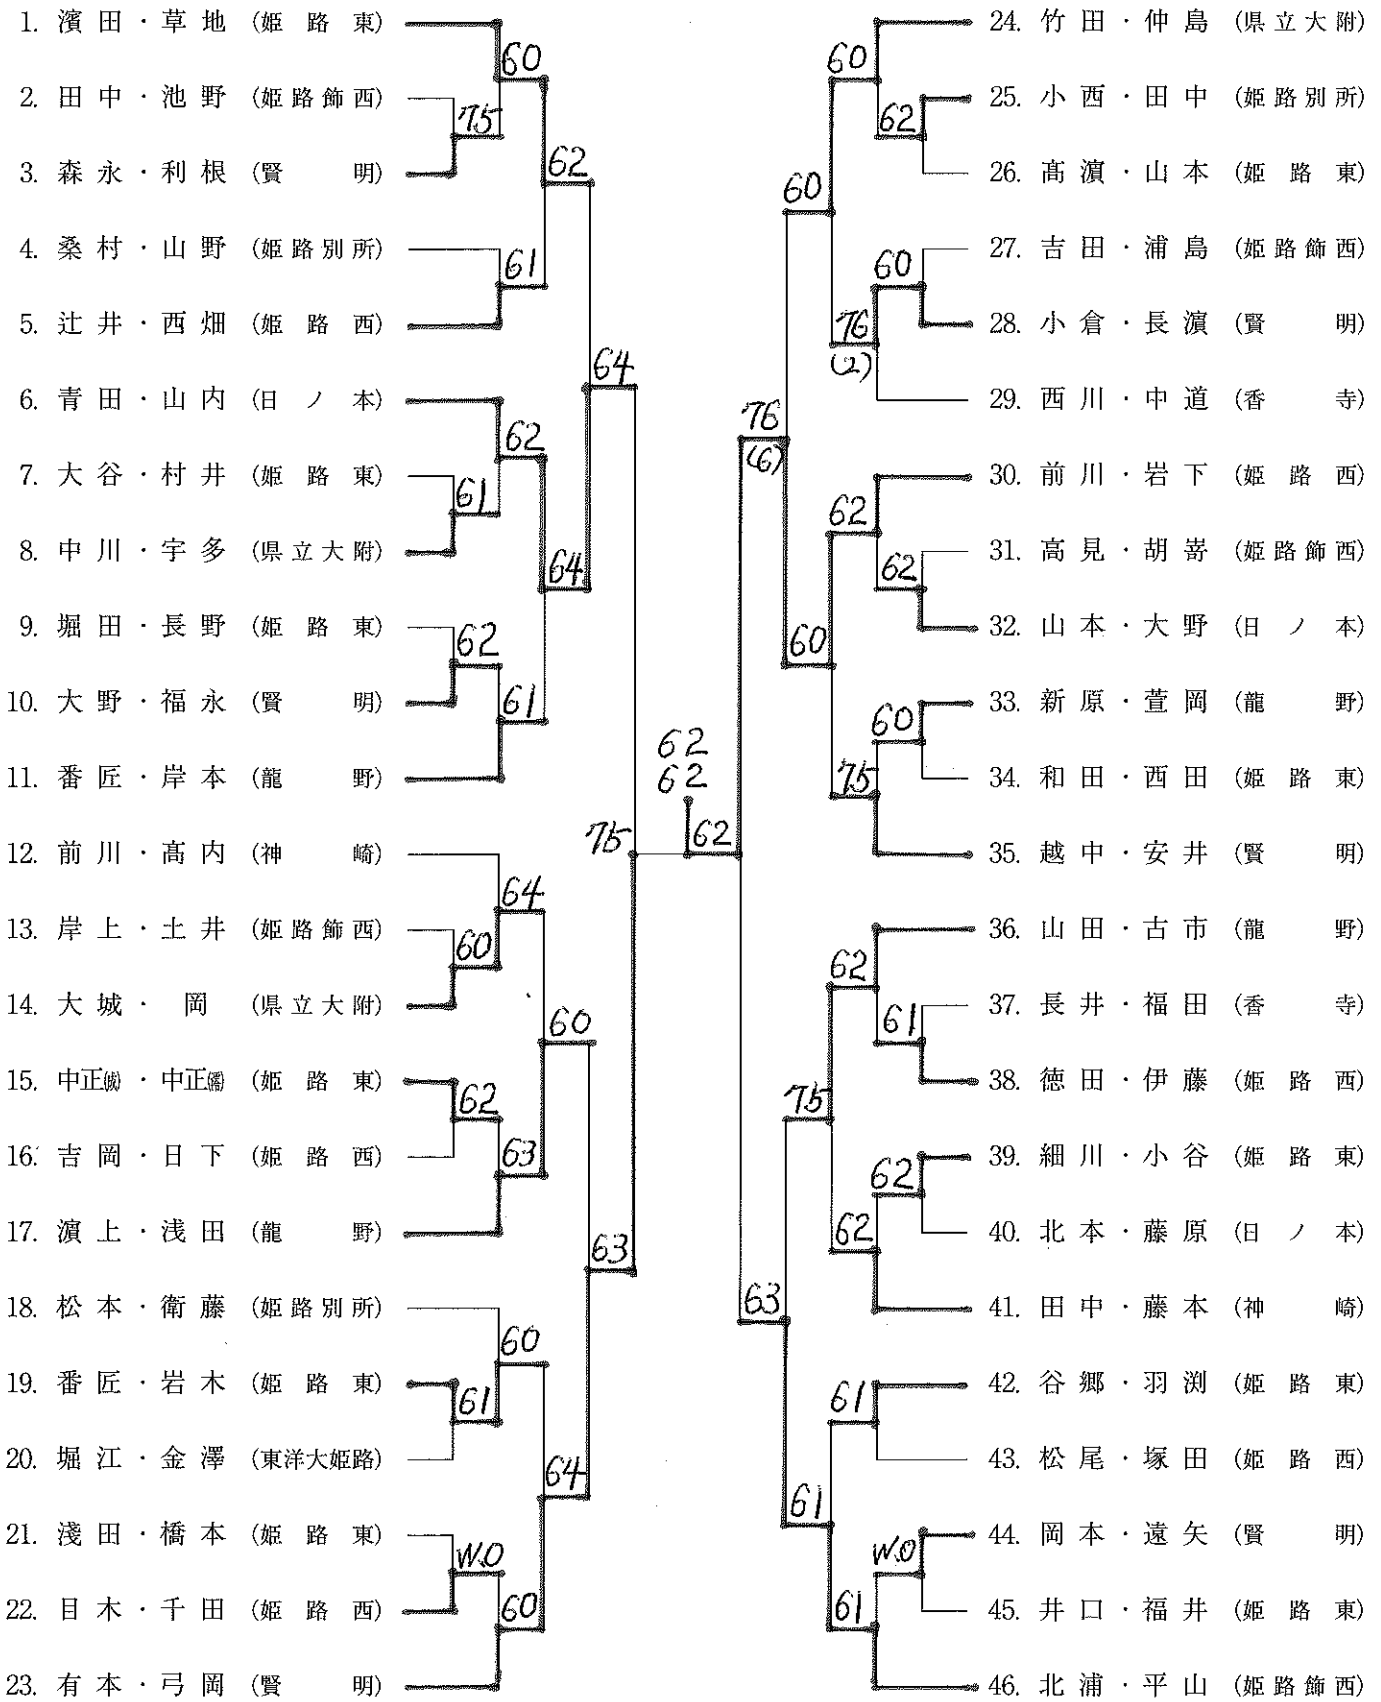 1. 濱田・草地 (姫路東)
2. 田中・池野 (姫路飾西)
3. 森永・利根 (賢明)
4. 桑村・山野 (姫路別所)
5. 辻井・西畑 (姫路西)
6. 青田・山内 (日ノ本)
7. 大谷・村井 (姫路東)
8. 中川・宇多 (県立大附)
9. 堀田・長野 (姫路東)
10. 大野・福永 (賢明)
11. 番匠・岸本 (龍野)
12. 前川・髙内 (神崎)
13. 岸上・土井 (姫路飾西)
14. 大城・岡 (県立大附)
15. 中正・中正 (姫路東)
16. 吉岡・日下 (姫路西)
17. 濵上・浅田 (龍野)
18. 松本・衛藤 (姫路別所)
19. 番匠・岩木 (姫路東)
20. 堀江・金澤 (東洋大姫路)
21. 淺田・橋本 (姫路東)
22. 目木・千田 (姫路西)
23. 有本・弓岡 (賢明)
60
75
62
61
64
62
61
64
62
61
75
64
60
60
62
63
63
60
61
64
W.O
60
62
62
62
24. 竹田・仲島 (県立大附)
25. 小西・田中 (姫路別所)
26. 髙濵・山本 (姫路東)
27. 吉田・浦島 (姫路飾西)
28. 小倉・長濵 (賢明)
29. 西川・中道 (香寺)
30. 前川・岩下 (姫路西)
31. 高見・胡嵜 (姫路飾西)
32. 山本・大野 (日ノ本)
33. 新原・萱岡 (龍野)
34. 和田・西田 (姫路東)
35. 越中・安井 (賢明)
36. 山田・古市 (龍野)
37. 長井・福田 (香寺)
38. 徳田・伊藤 (姫路西)
39. 細川・小谷 (姫路東)
40. 北本・藤原 (日ノ本)
41. 田中・藤本 (神崎)
42. 谷郷・羽渕 (姫路東)
43. 松尾・塚田 (姫路西)
44. 岡本・遠矢 (賢明)
45. 井口・福井 (姫路東)
46. 北浦・平山 (姫路飾西)
60
62
60
60
76
(2)
76
(6)
62
62
60
60
75
62
61
75
62
62
63
61
61
W.O
61